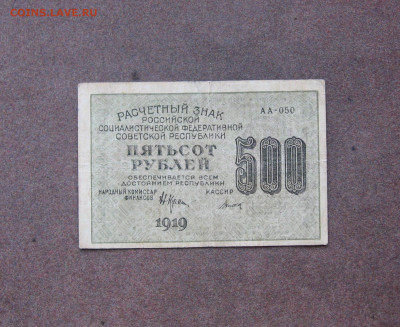 COINS.LAVE.RU
РАСЧЕТНЫЙ ЗНАК
РОССИЙСКОЙ
СОЦИАЛИСТИЧЕСКОЙ ФЕДЕРАТИВНОЙ
СОВЕТСКОЙ РЕСПУБЛИКИ
АА-050
ПЯТЬСОТ
РУБЛЕЙ
500
ОБЕСПЕЧИВАЕТСЯ ВСЕМ
ДОСТОЯНИЕМ РЕСПУБЛИКИ
НАРОДНЫЙ КОМИССАР
ФИНАНСОВ
КАССИР
1919